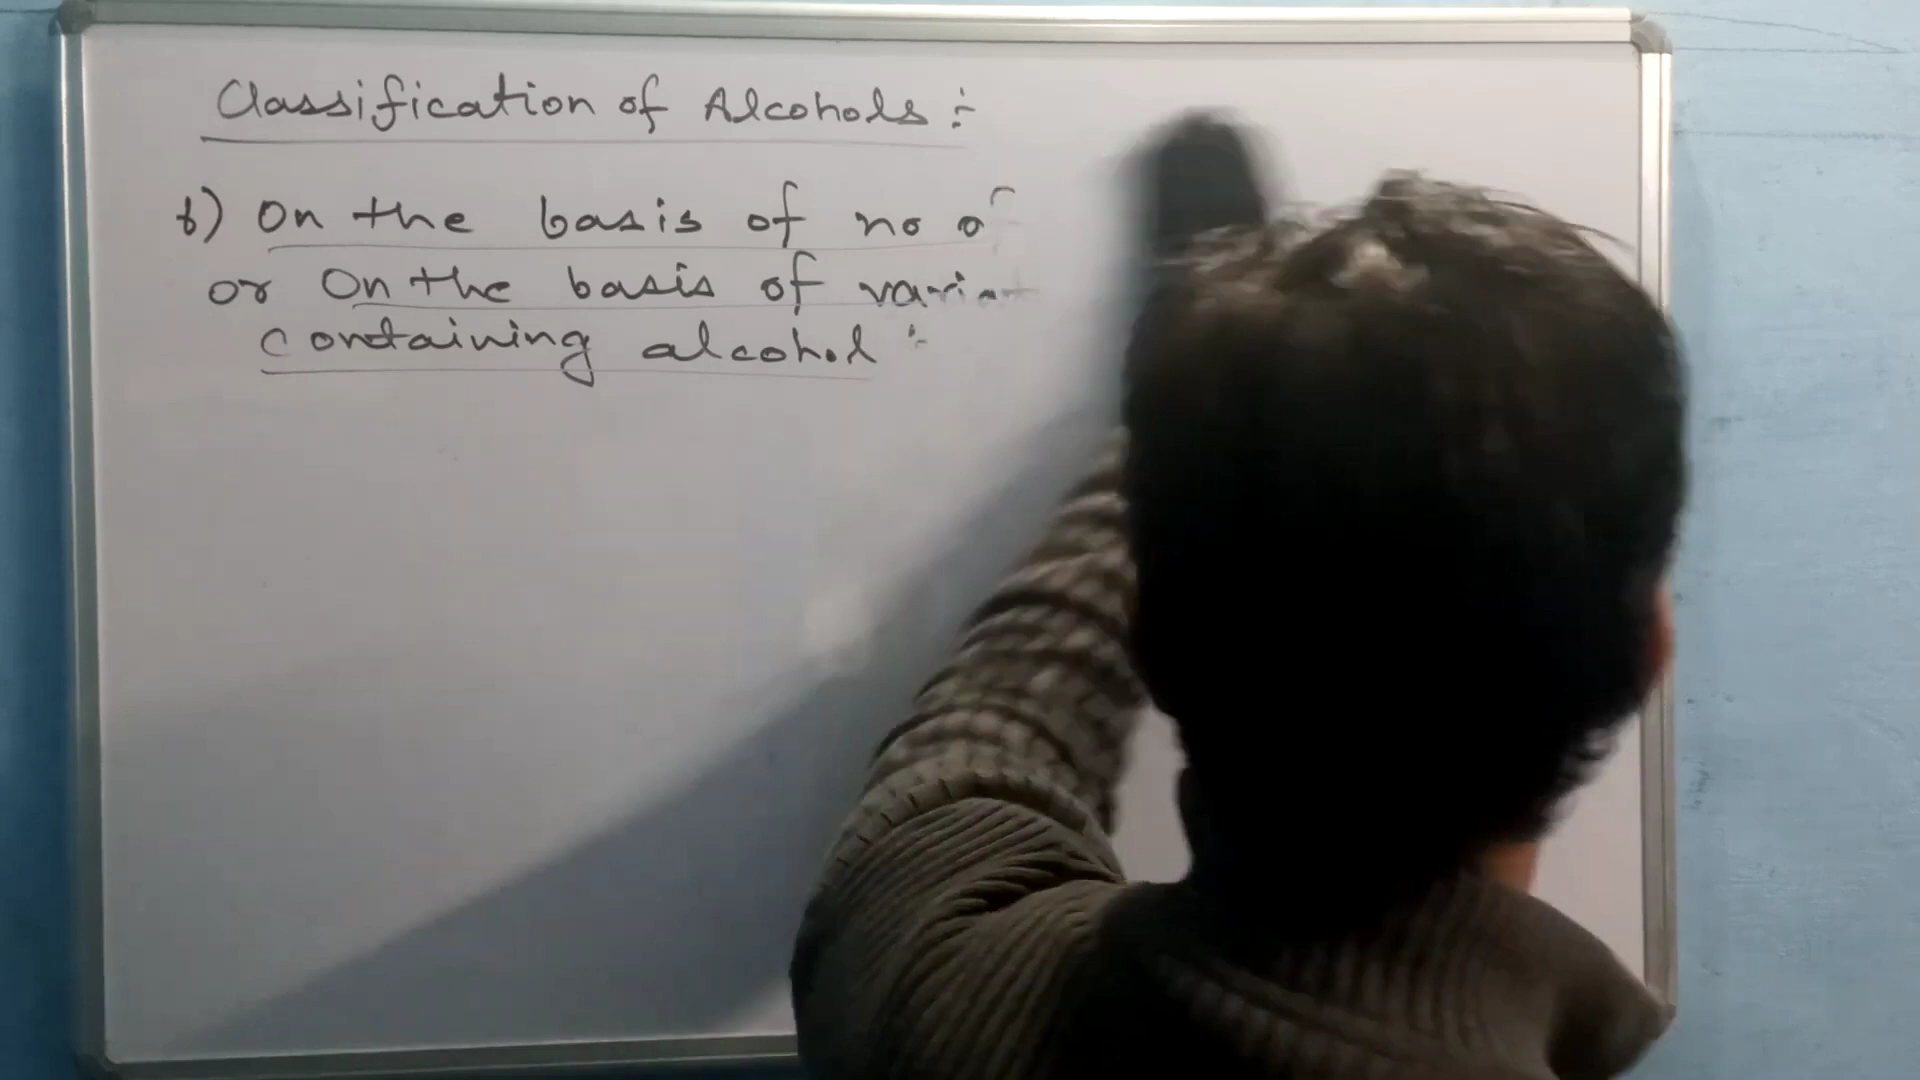 Classification of Alcohols :-
b) On the basis of no of
or On the basis of
containing alcohol :-